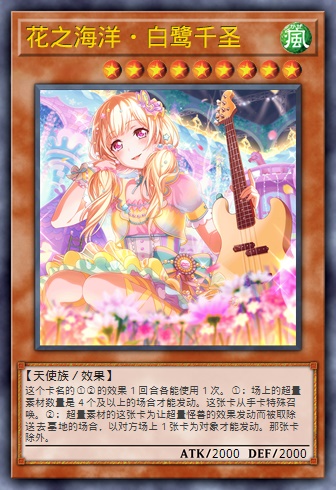 花之海洋・白鹭千圣
風
【天使族／效果】
这个卡名的①②的效果１回合各能使用１次。①：场上的超量
素材数量是４个及以上的场合才能发动。这张卡从手卡特殊召
唤。②：超量素材的这张卡为让超量怪兽的效果发动而被取除
送去墓地的场合，以对方场上１张卡为对象才能发动。那张卡
除外。
ATK/2000 DEF/2000